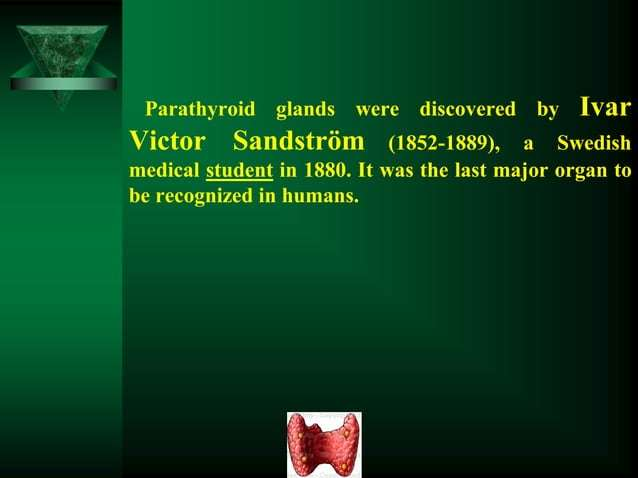 Parathyroid glands were discovered by Ivar
Victor Sandström (1852-1889), a Swedish
medical student in 1880. It was the last major organ to
be recognized in humans.